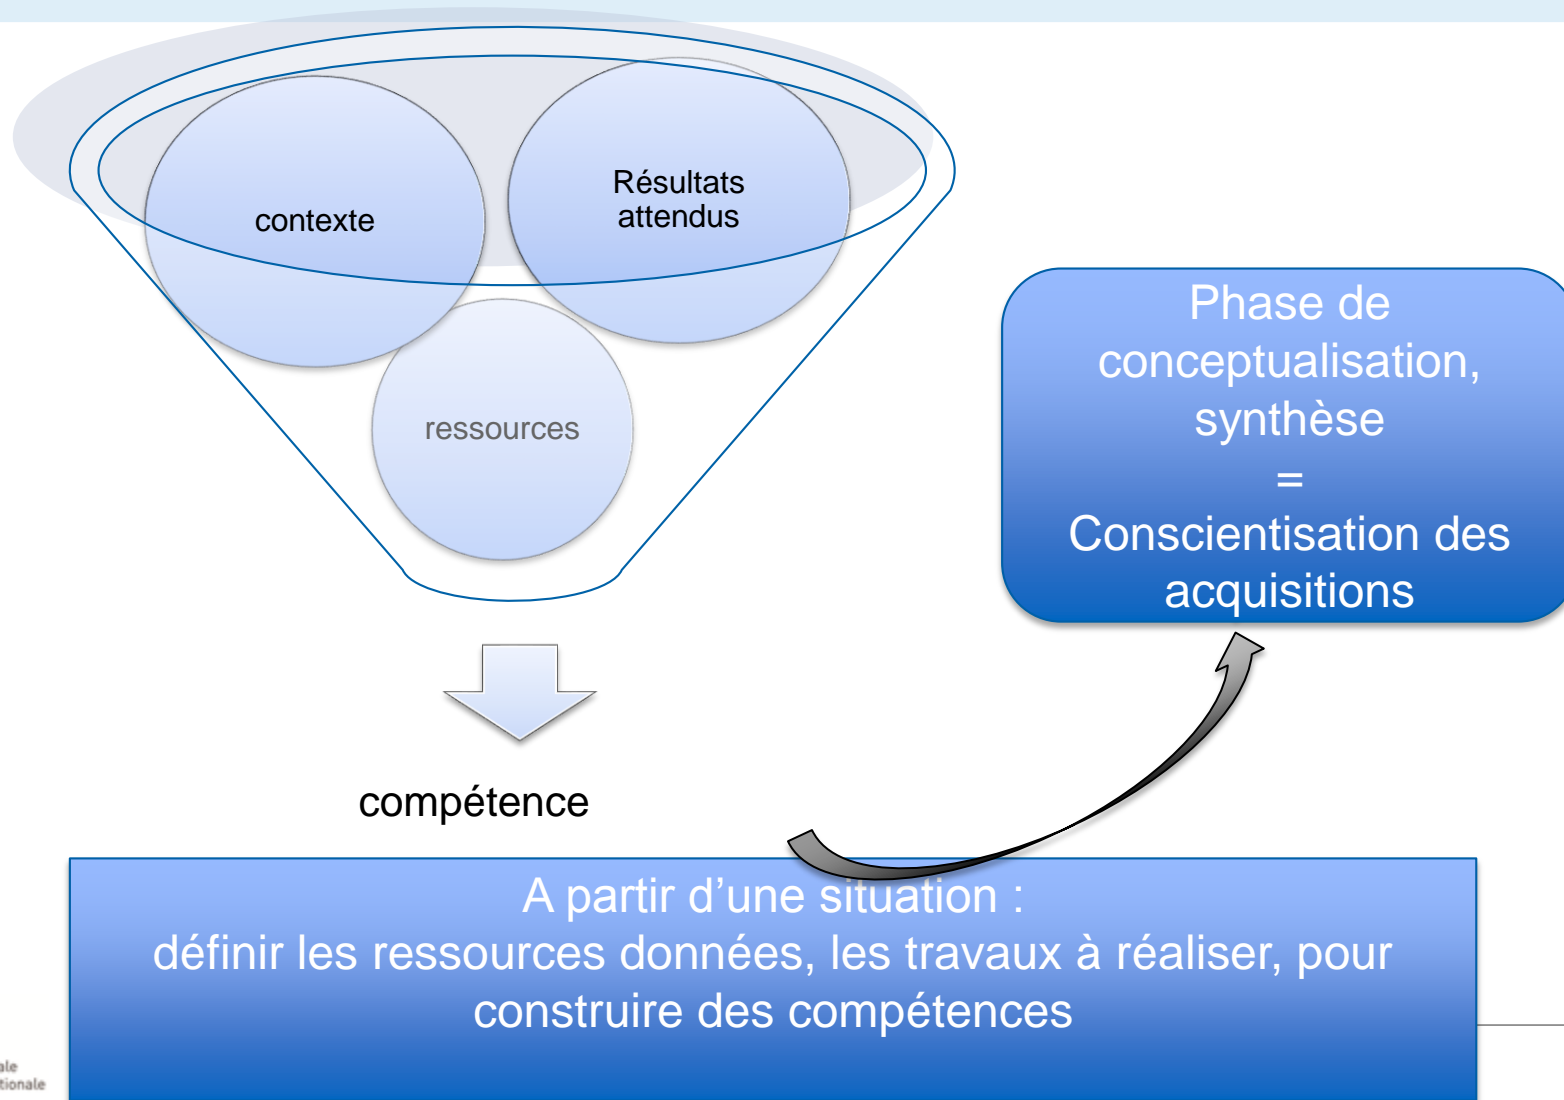 contexte
Résultats
attendus
ressources
compétence
Phase de
conceptualisation,
synthèse
=
Conscientisation des
acquisitions
A partir d’une situation :
définir les ressources données, les travaux à réaliser, pour
construire des compétences